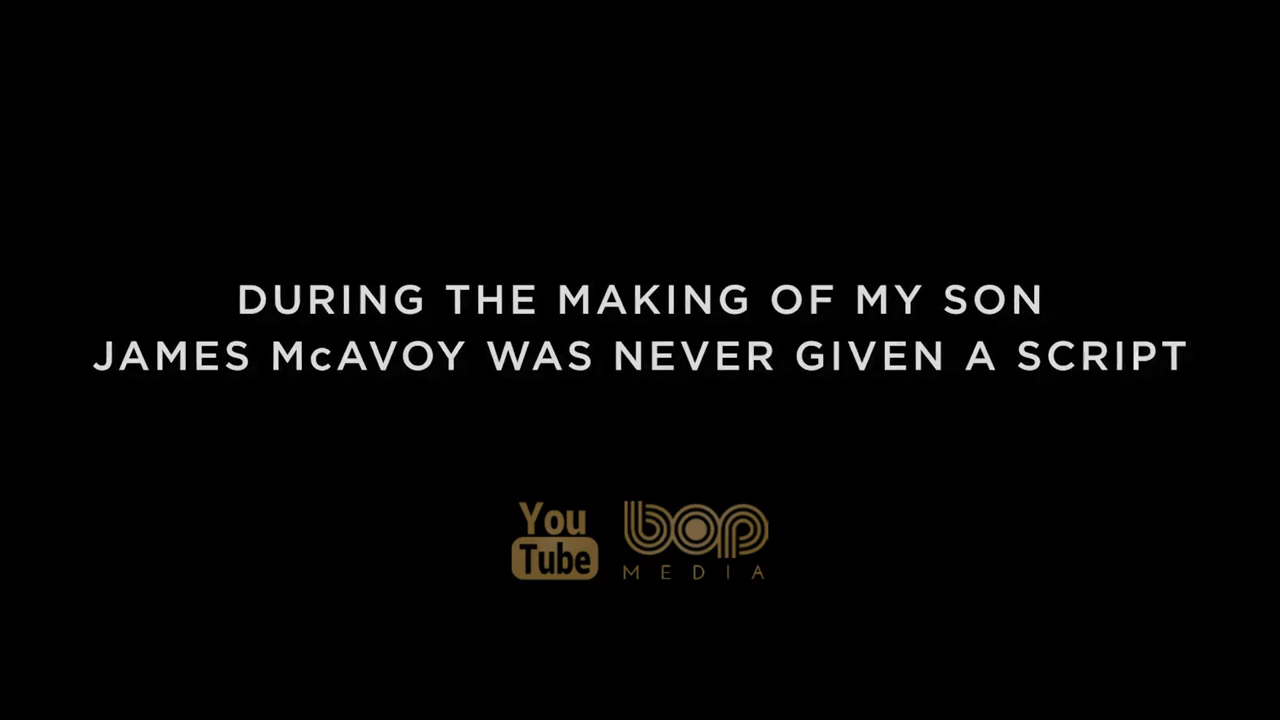 DURING THE MAKING OF MY SON
JAMES McAVOY WAS NEVER GIVEN A SCRIPT
You
Tube
bop
MEDIA